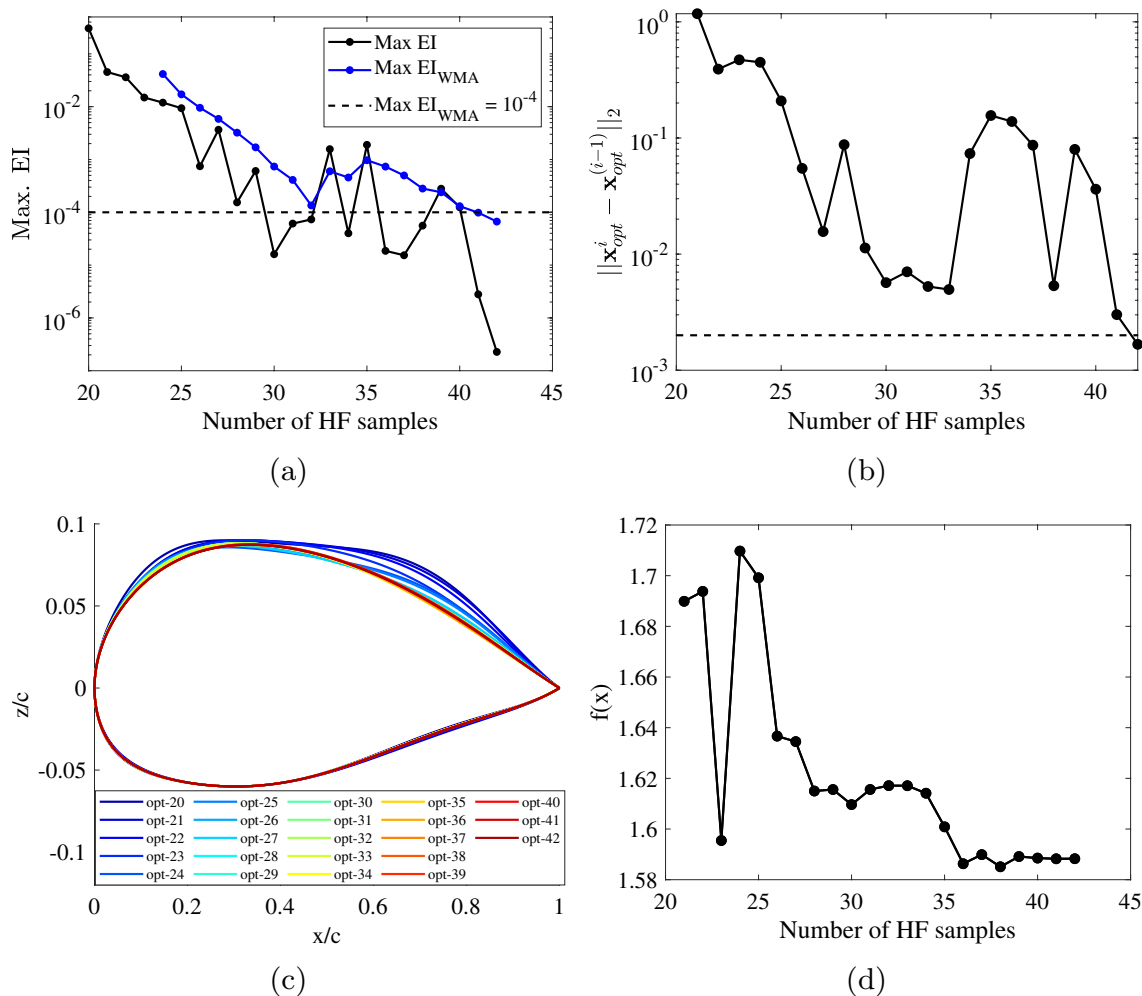 Max EI
Max EI_WMA
Max EI_WMA = 10^-4
10^-2
10^-4
10^-6
Max. EI
20 25 30 35 40 45
Number of HF samples
(a)
10^0
10^-1
10^-2
10^-3
||x^i_opt − x^(i−1)_opt||_2
20 25 30 35 40
Number of HF samples
(b)
0.1
0.05
0
-0.05
-0.1
z/c
opt-20 opt-25 opt-30 opt-35 opt-40
opt-21 opt-26 opt-31 opt-36 opt-41
opt-22 opt-27 opt-32 opt-37 opt-42
opt-23 opt-28 opt-33 opt-38
opt-24 opt-29 opt-34 opt-39
0 0.2 0.4 0.6 0.8 1
x/c
(c)
1.72
1.7
1.68
1.66
1.64
1.62
1.6
1.58
f(x)
20 25 30 35 40 45
Number of HF samples
(d)